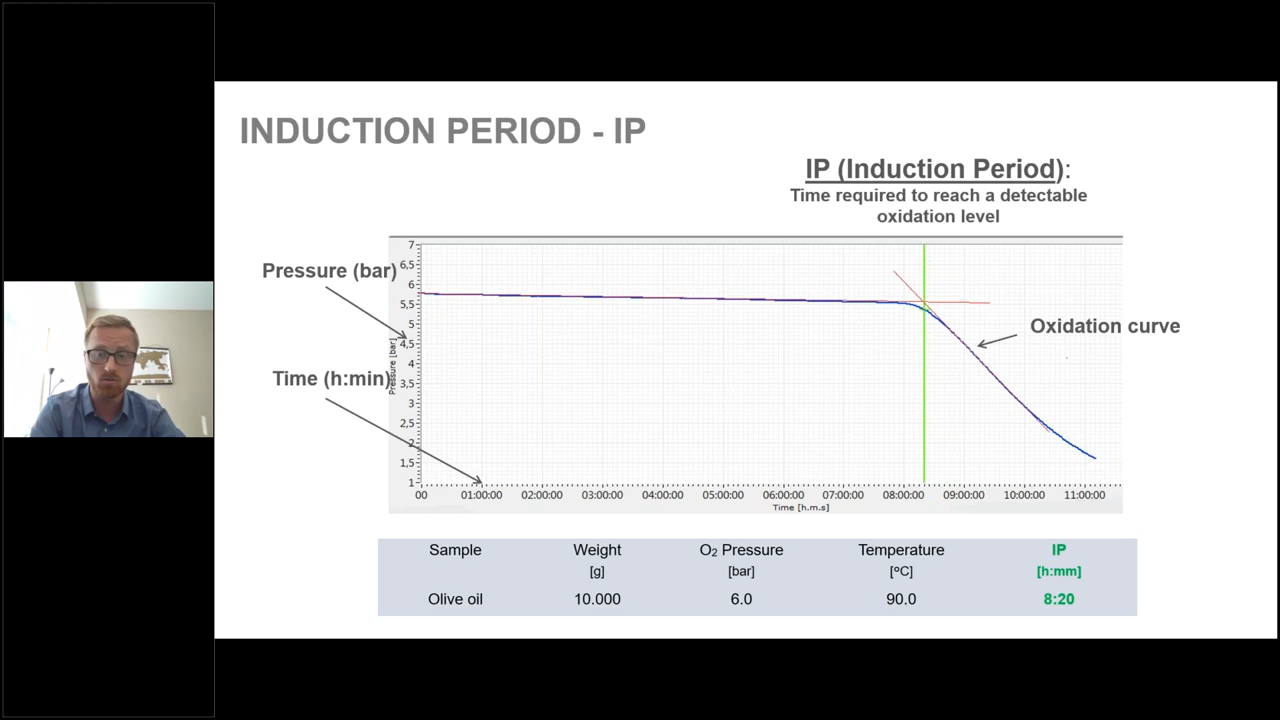 INDUCTION PERIOD - IP
IP (Induction Period):
Time required to reach a detectable
oxidation level
Pressure (bar)
Time (h:min)
Oxidation curve
Pressure [bar]
7
6,5
6
5,5
5
4,5
4
3,5
3
2,5
2
1,5
1
00 01:00:00 02:00:00 03:00:00 04:00:00 05:00:00 06:00:00 07:00:00 08:00:00 09:00:00 10:00:00 11:00:00
Time [h.m.s]
Sample Weight O₂ Pressure Temperature IP
[g] [bar] [ºC] [h:mm]
Olive oil 10.000 6.0 90.0 8:20